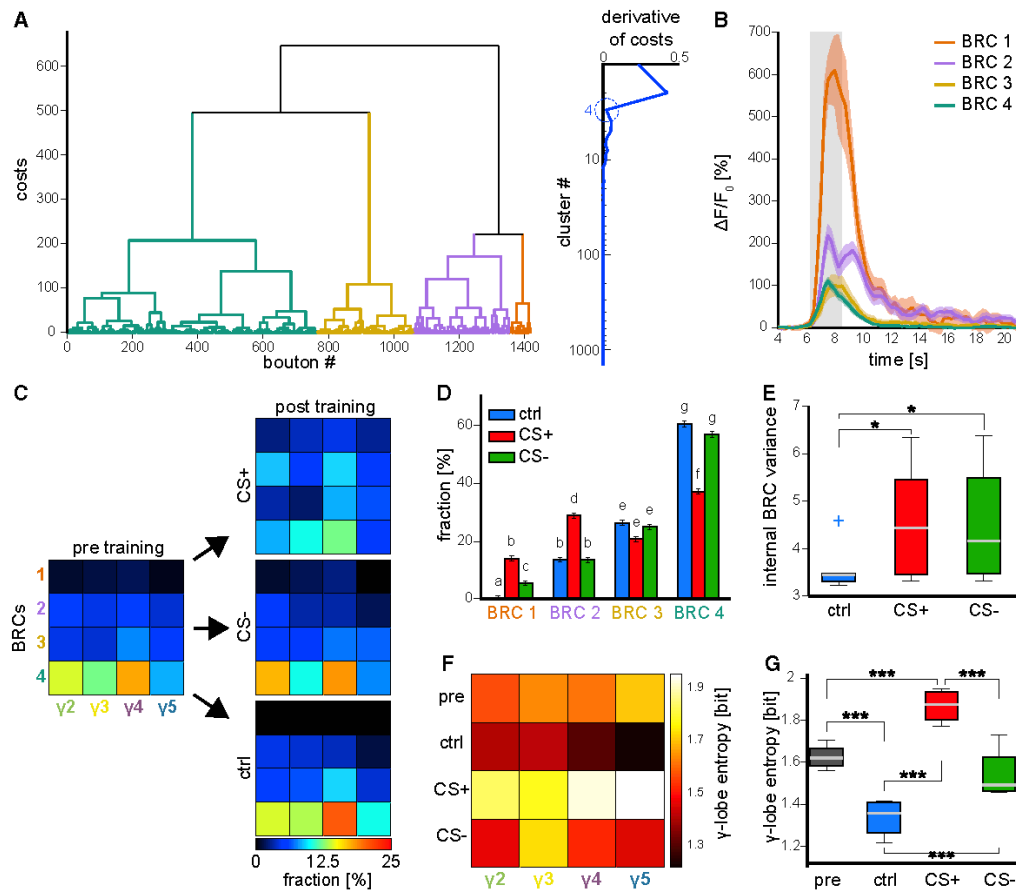 A
600
500
400
300
200
100
0
costs
0
200
400
600
800
1000
1200
1400
bouton #
derivative
of costs
0
0.5
4
10
100
1000
cluster #
B
700
600
500
400
300
200
100
0
ΔF/F0 [%]
4
6
8
10
12
14
16
18
20
time [s]
BRC 1
BRC 2
BRC 3
BRC 4
C
pre training
post training
BRCs
1
2
3
4
γ2
γ3
γ4
γ5
CS+
CS-
ctrl
0
12.5
25
fraction [%]
D
ctrl
CS+
CS-
60
40
20
0
fraction [%]
a
b
c
b
d
b
e
e
e
g
f
g
BRC 1
BRC 2
BRC 3
BRC 4
E
7
6
5
4
3
internal BRC variance
*
*
ctrl
CS+
CS-
F
pre
ctrl
CS+
CS-
γ2
γ3
γ4
γ5
1.9
1.7
1.5
1.3
γ-lobe entropy [bit]
G
2
1.8
1.6
1.4
1.2
γ-lobe entropy [bit]
***
***
***
***
***
pre
ctrl
CS+
CS-